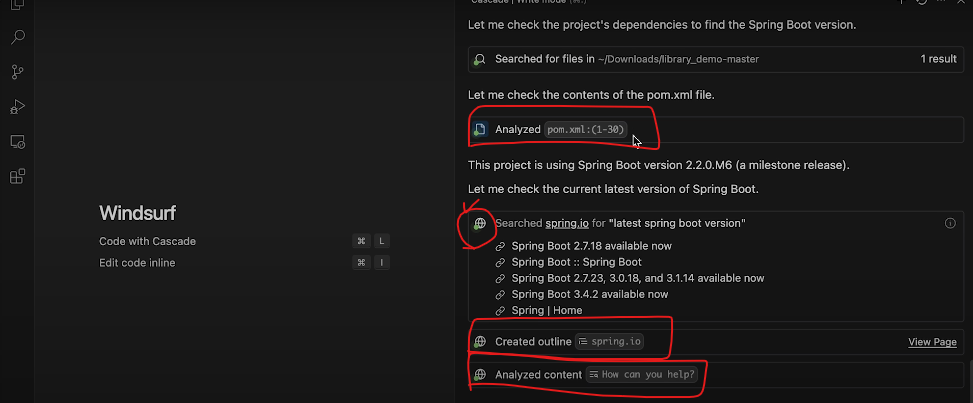 Cascade | Write mode (⌘.)
Let me check the project's dependencies to find the Spring Boot version.
Searched for files in ~/Downloads/library_demo-master 1 result
Let me check the contents of the pom.xml file.
Analyzed pom.xml:(1-30)
This project is using Spring Boot version 2.2.0.M6 (a milestone release).
Let me check the current latest version of Spring Boot.
Windsurf
Searched spring.io for "latest spring boot version"
Code with Cascade ⌘ L
Spring Boot 2.7.18 available now
Edit code inline ⌘ I
Spring Boot :: Spring Boot
Spring Boot 2.7.23, 3.0.18, and 3.1.14 available now
Spring Boot 3.4.2 available now
Spring | Home
Created outline spring.io View Page
Analyzed content How can you help?